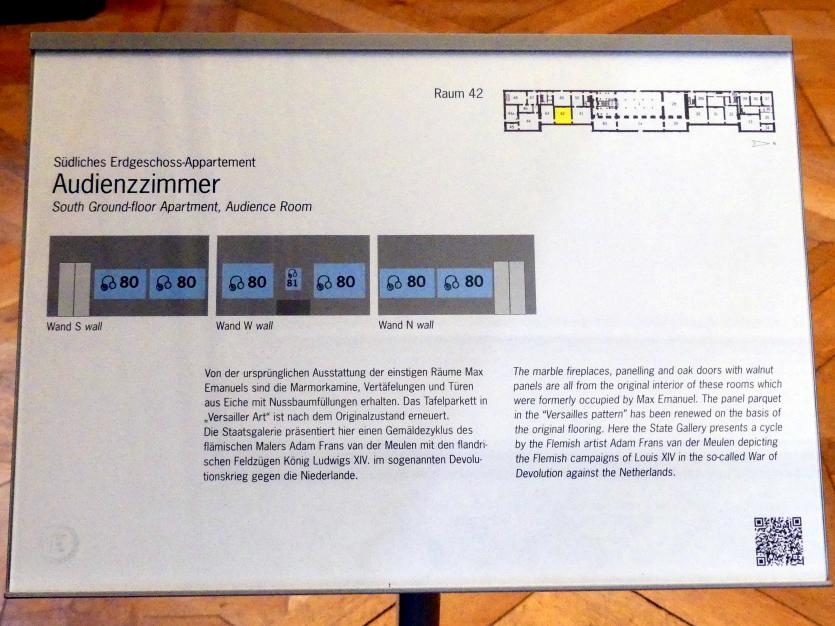 Raum 42
Südliches Erdgeschoss-Appartement
Audienzzimmer
South Ground-floor Apartment, Audience Room
80 80 80 81 80 80 80
Wand S wall
Wand W wall
Wand N wall
Von der ursprünglichen Ausstattung der einstigen Räume Max
Emanuels sind die Marmorkamine, Vertäfelungen und Türen
aus Eiche mit Nussbaumfüllungen erhalten. Das Tafelparkett in
„Versailler Art“ ist nach dem Originalzustand erneuert.
Die Staatsgalerie präsentiert hier einen Gemäldezyklus des
flämischen Malers Adam Frans van der Meulen mit den flandri-
schen Feldzügen König Ludwigs XIV. im sogenannten Devolu-
tionskrieg gegen die Niederlande.
The marble fireplaces, panelling and oak doors with walnut
panels are all from the original interior of these rooms which
were formerly occupied by Max Emanuel. The panel parquet
in the “Versailles pattern” has been renewed on the basis of
the original flooring. Here the State Gallery presents a cycle
by the Flemish artist Adam Frans van der Meulen depicting
the Flemish campaigns of Louis XIV in the so-called War of
Devolution against the Netherlands.